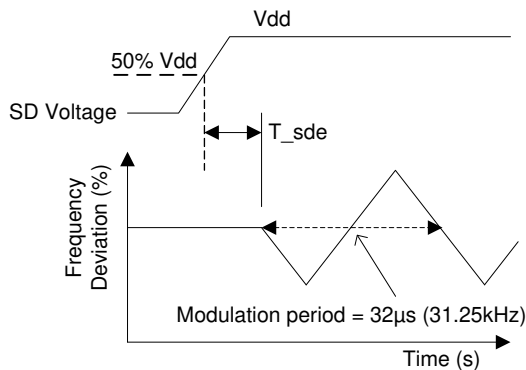 Vdd
50% Vdd
SD Voltage
T_sde
Frequency
Deviation (%)
Modulation period = 32µs (31.25kHz)
Time (s)